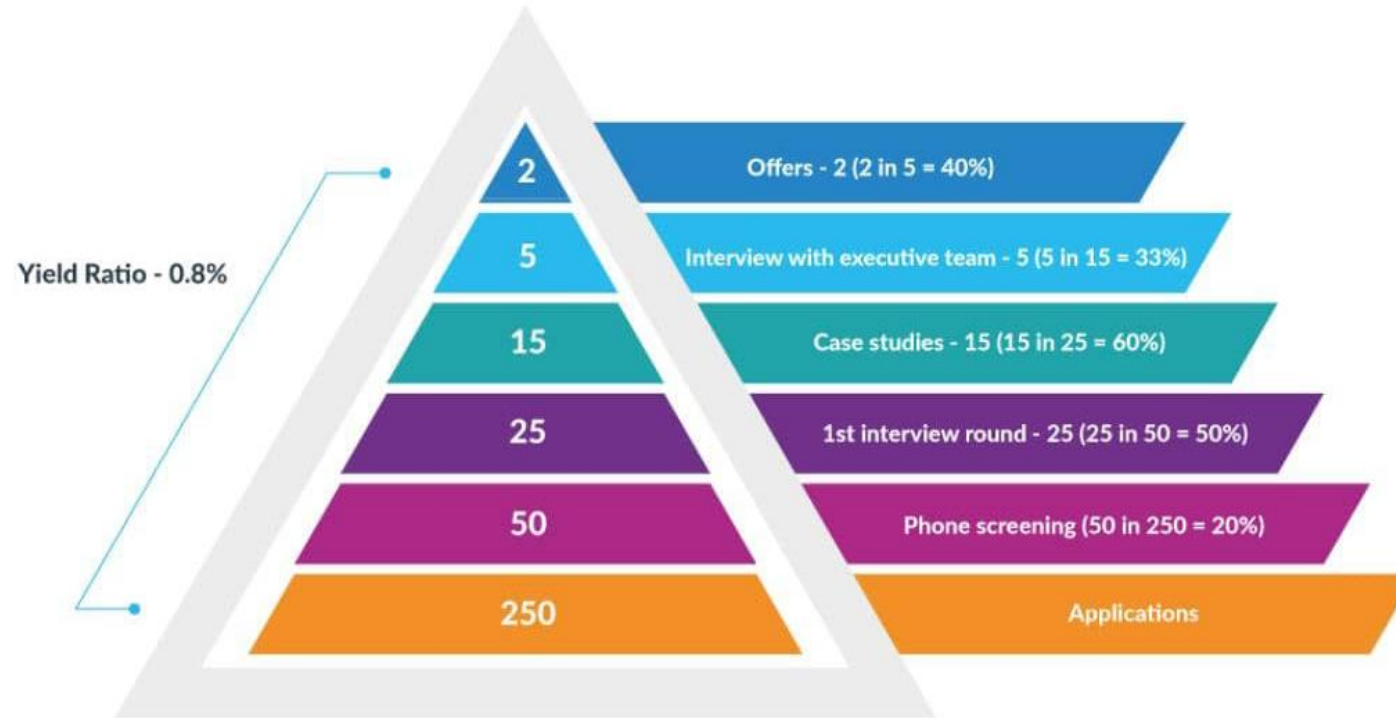 2
Offers - 2 (2 in 5 = 40%)
5
Interview with executive team - 5 (5 in 15 = 33%)
Yield Ratio - 0.8%
15
Case studies - 15 (15 in 25 = 60%)
25
1st interview round - 25 (25 in 50 = 50%)
50
Phone screening (50 in 250 = 20%)
250
Applications